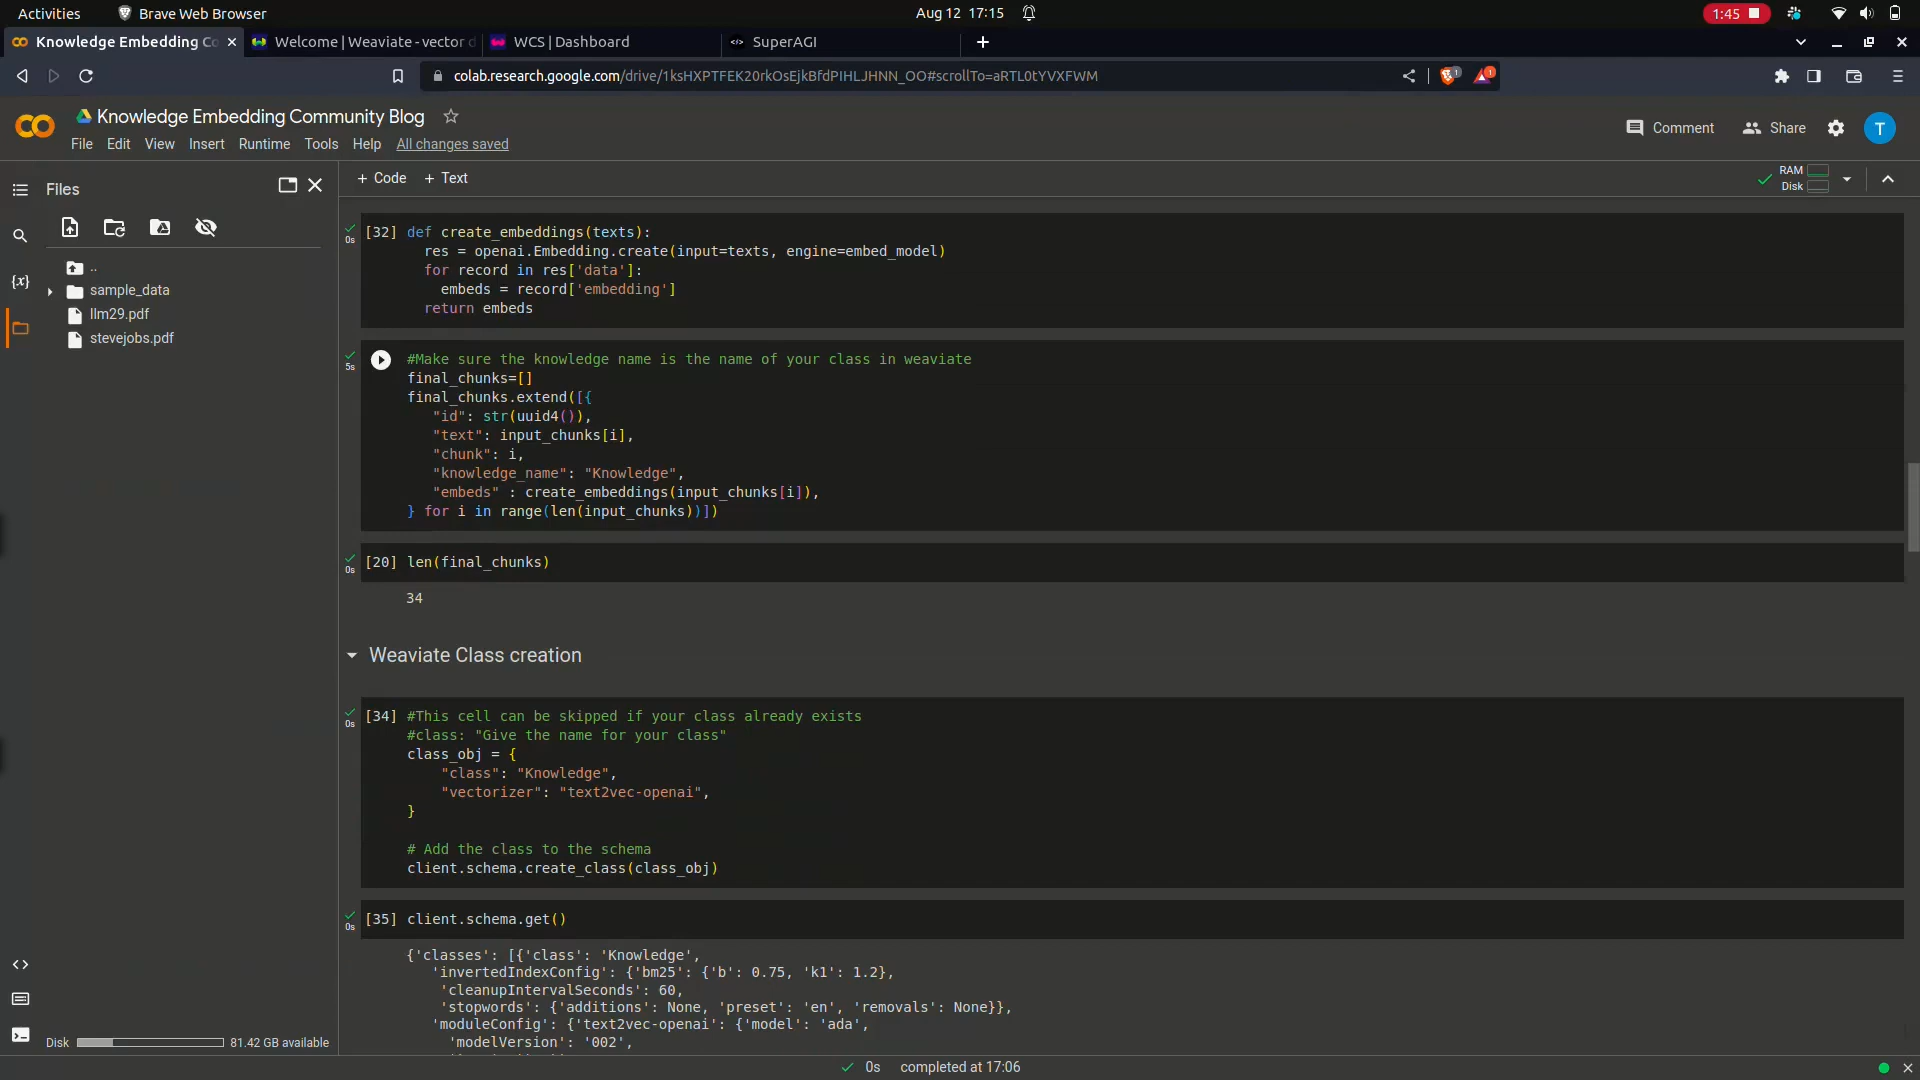 Activities
Brave Web Browser
Aug 12 17:15
1:45
Knowledge Embedding Co
Welcome | Weaviate - vector d
WCS | Dashboard
SuperAGI
colab.research.google.com/drive/1ksHXPTFEK20rkOsEjkBfdPIHLJHNN_OO#scrollTo=aRTL0tYVXFWM
1
1
Knowledge Embedding Community Blog
File Edit View Insert Runtime Tools Help All changes saved
Comment
Share
T
Files
+ Code + Text
RAM
Disk
..
sample_data
llm29.pdf
stevejobs.pdf
{x}
0s
[32] def create_embeddings(texts):
res = openai.Embedding.create(input=texts, engine=embed_model)
for record in res['data']:
embeds = record['embedding']
return embeds
5s
#Make sure the knowledge name is the name of your class in weaviate
final_chunks=[]
final_chunks.extend([{
"id": str(uuid4()),
"text": input_chunks[i],
"chunk": i,
"knowledge_name": "Knowledge",
"embeds" : create_embeddings(input_chunks[i]),
} for i in range(len(input_chunks))])
0s
[20] len(final_chunks)
34
Weaviate Class creation
0s
[34] #This cell can be skipped if your class already exists
#class: "Give the name for your class"
class_obj = {
"class": "Knowledge",
"vectorizer": "text2vec-openai",
}
# Add the class to the schema
client.schema.create_class(class_obj)
0s
[35] client.schema.get()
{'classes': [{'class': 'Knowledge',
'invertedIndexConfig': {'bm25': {'b': 0.75, 'k1': 1.2},
'cleanupIntervalSeconds': 60,
'stopwords': {'additions': None, 'preset': 'en', 'removals': None}},
'moduleConfig': {'text2vec-openai': {'model': 'ada',
'modelVersion': '002',
Disk
81.42 GB available
0s completed at 17:06